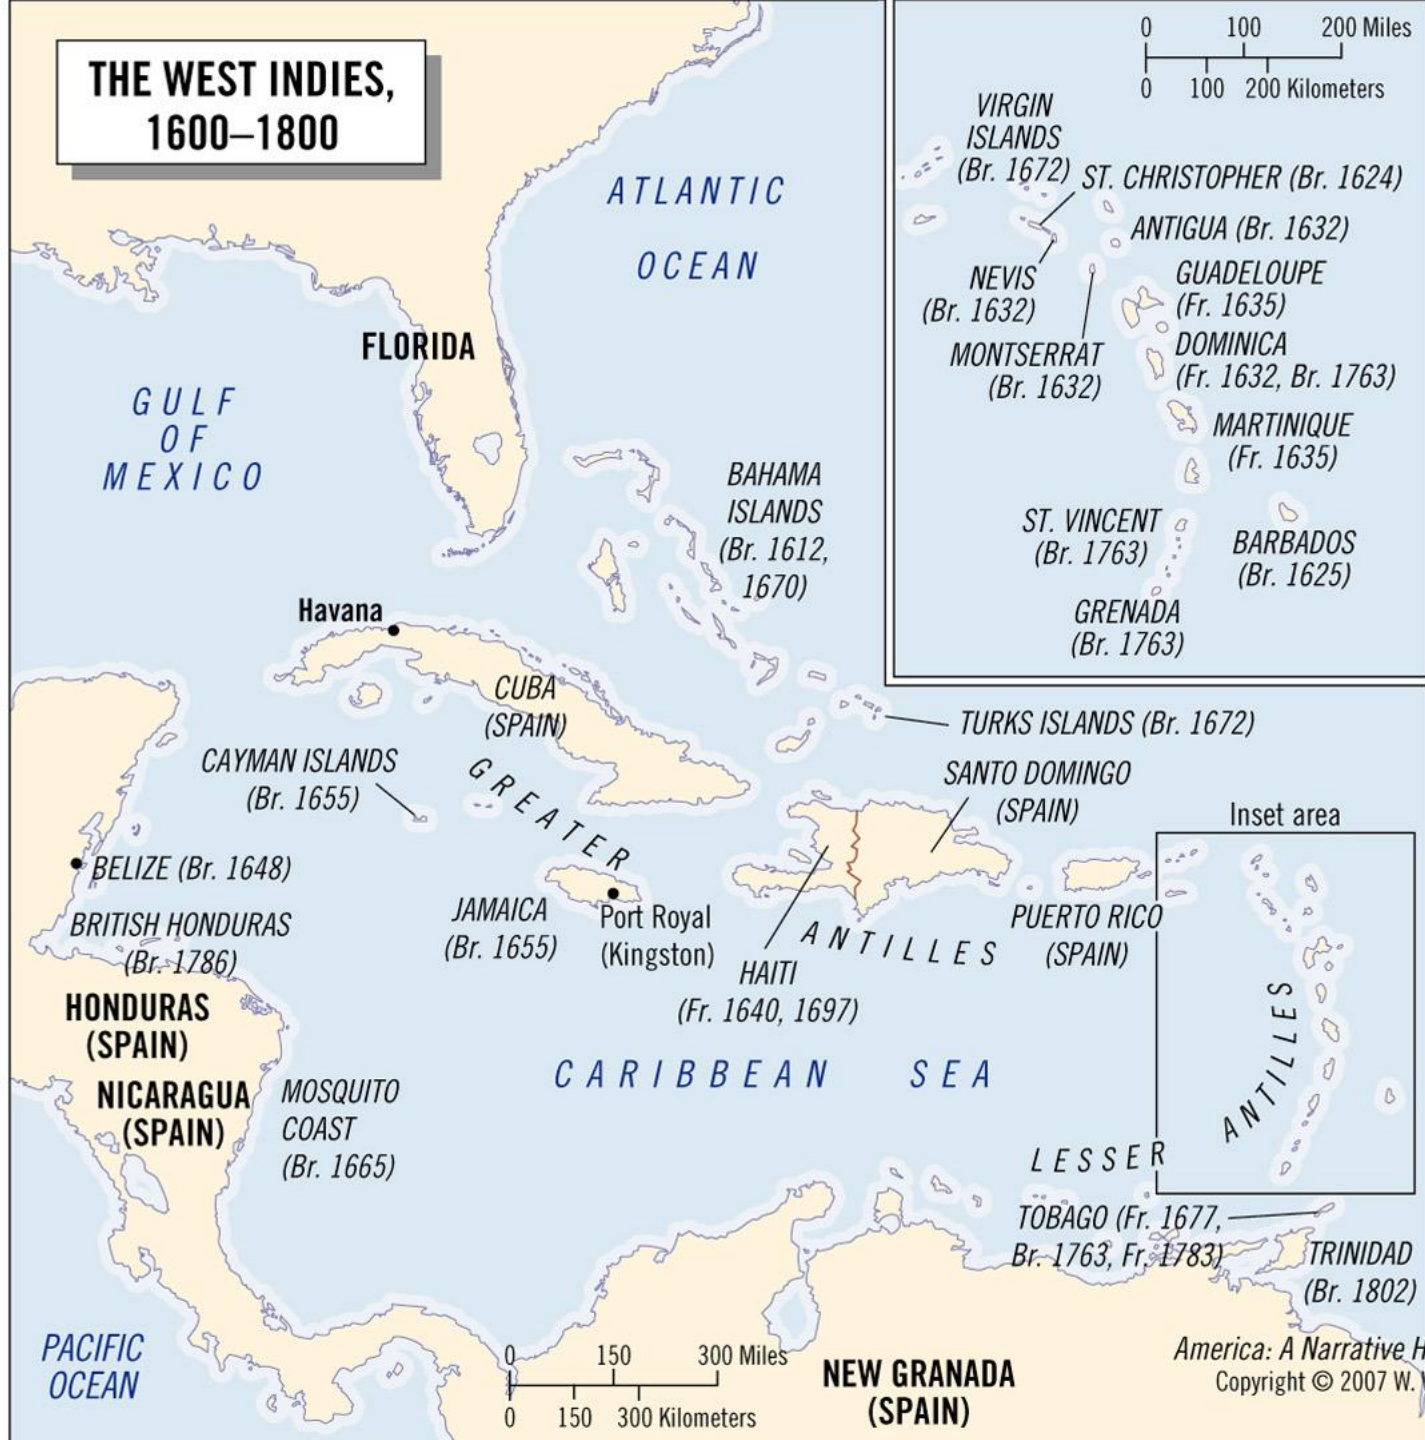 THE WEST INDIES,
1600–1800
ATLANTIC
OCEAN
FLORIDA
GULF
OF
MEXICO
BAHAMA
ISLANDS
(Br. 1612,
1670)
Havana
CUBA
(SPAIN)
TURKS ISLANDS (Br. 1672)
CAYMAN ISLANDS
(Br. 1655)
GREATER
ANTILLES
SANTO DOMINGO
(SPAIN)
BELIZE (Br. 1648)
JAMAICA
(Br. 1655)
Port Royal
(Kingston)
HAITI
(Fr. 1640, 1697)
PUERTO RICO
(SPAIN)
BRITISH HONDURAS
(Br. 1786)
HONDURAS
(SPAIN)
NICARAGUA
(SPAIN)
MOSQUITO
COAST
(Br. 1665)
CARIBBEAN SEA
Inset area
LESSER
ANTILLES
TOBAGO (Fr. 1677,
Br. 1763, Fr. 1783)
TRINIDAD
(Br. 1802)
PACIFIC
OCEAN
0 150 300 Miles
0 150 300 Kilometers
NEW GRANADA
(SPAIN)
America: A Narrative H
Copyright © 2007 W.
0 100 200 Miles
0 100 200 Kilometers
VIRGIN
ISLANDS
(Br. 1672)
ST. CHRISTOPHER (Br. 1624)
ANTIGUA (Br. 1632)
NEVIS
(Br. 1632)
GUADELOUPE
(Fr. 1635)
MONTSERRAT
(Br. 1632)
DOMINICA
(Fr. 1632, Br. 1763)
MARTINIQUE
(Fr. 1635)
ST. VINCENT
(Br. 1763)
BARBADOS
(Br. 1625)
GRENADA
(Br. 1763)